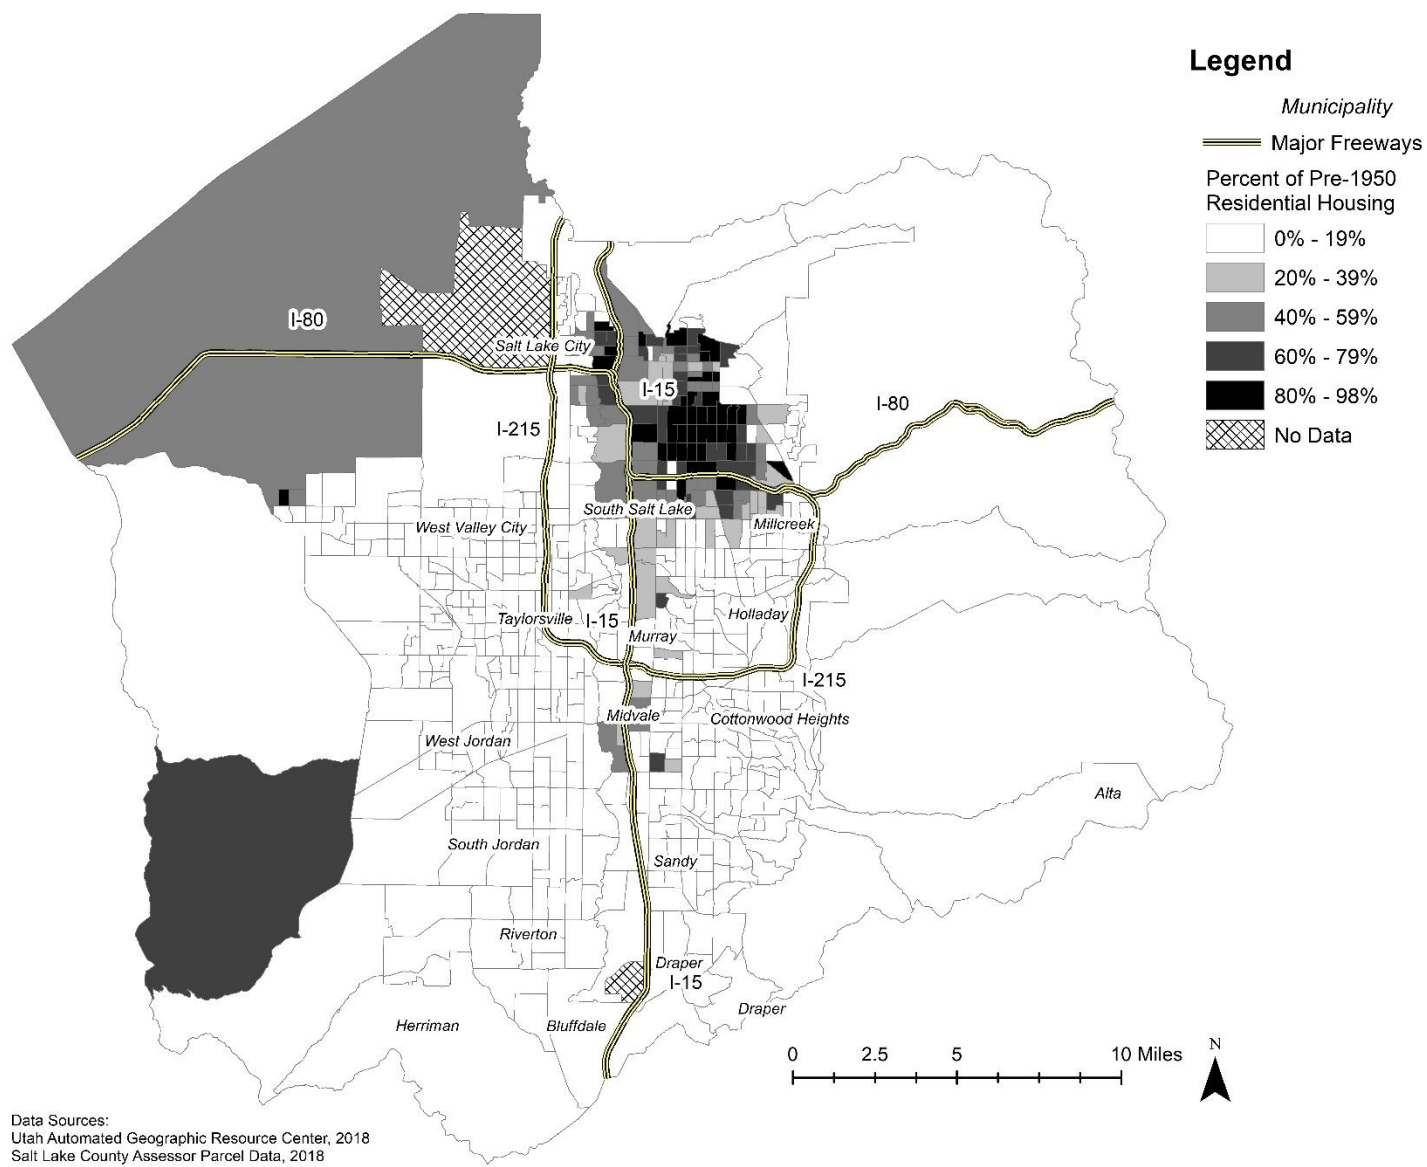 Legend
Municipality
Major Freeways
Percent of Pre-1950
Residential Housing
0% - 19%
20% - 39%
40% - 59%
60% - 79%
80% - 98%
No Data
I-80
Salt Lake City
I-15
I-80
I-215
South Salt Lake
West Valley City
Millcreek
Taylorsville
I-15
Holladay
Murray
I-215
Midvale
Cottonwood Heights
West Jordan
Alta
South Jordan
Sandy
Riverton
Draper
I-15
Draper
Herriman
Bluffdale
N
0 2.5 5 10 Miles
Data Sources:
Utah Automated Geographic Resource Center, 2018
Salt Lake County Assessor Parcel Data, 2018